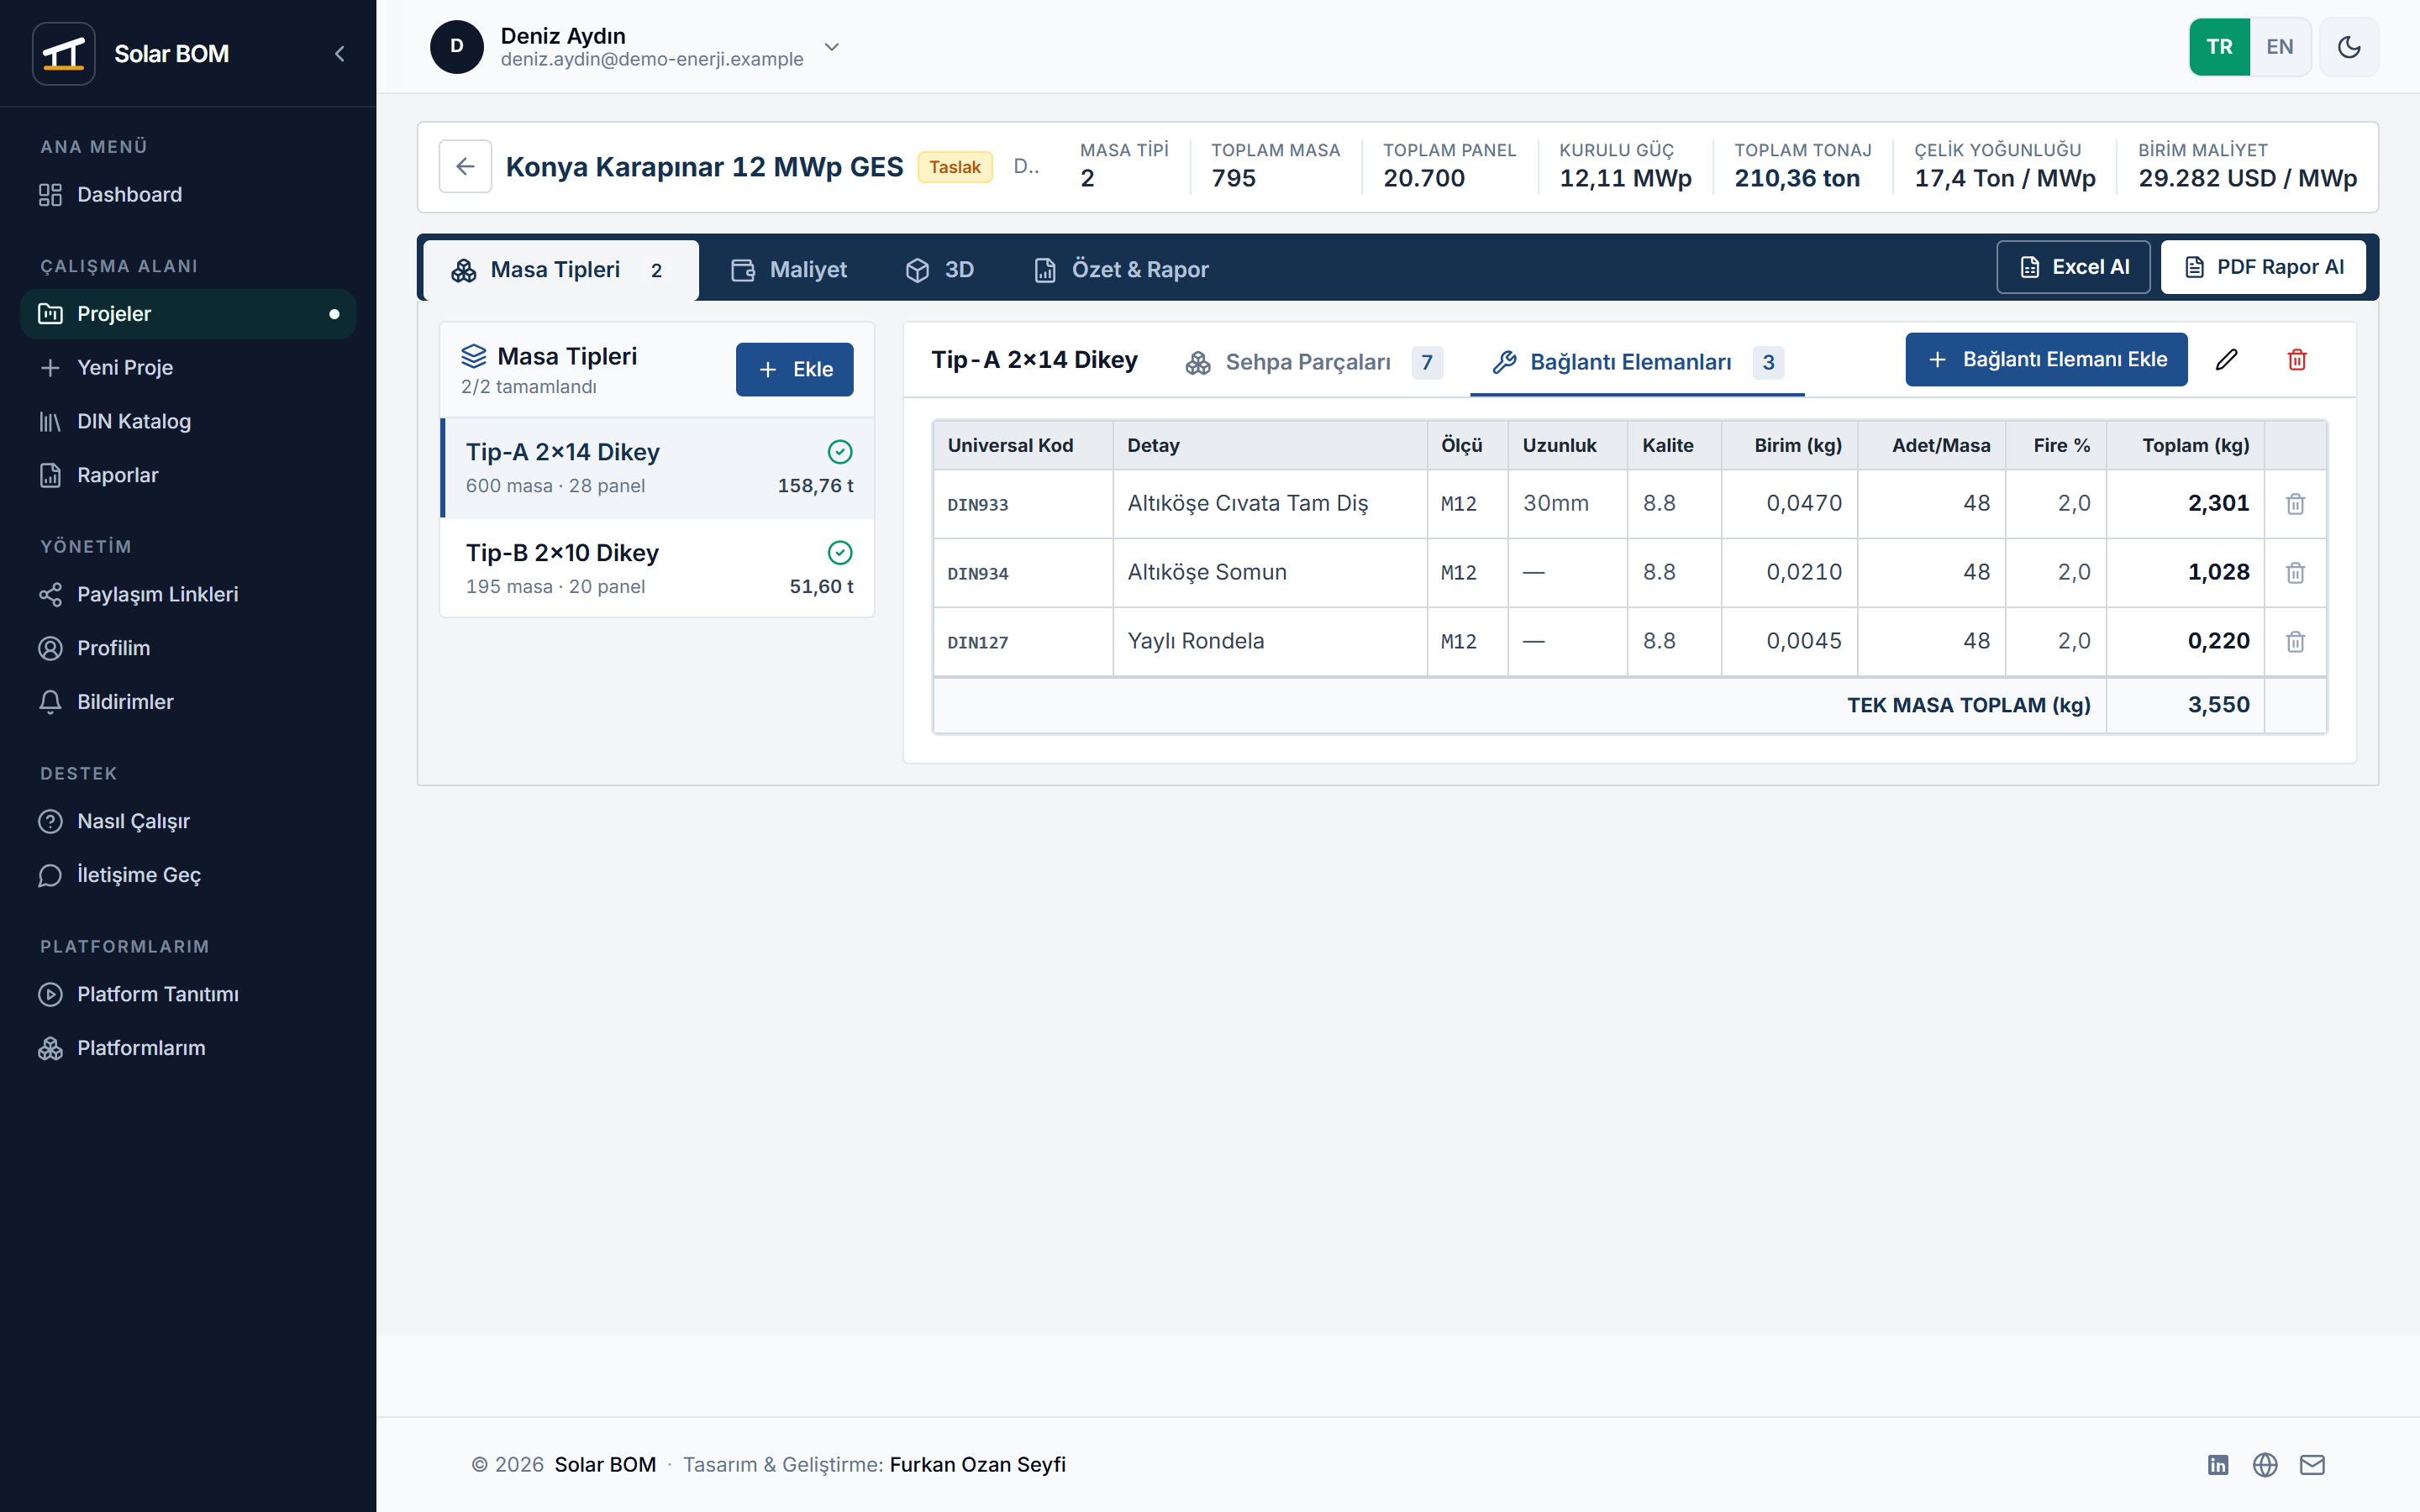 Solar BOM
ANA MENÜ
Dashboard
ÇALIŞMA ALANI
Projeler
Yeni Proje
DIN Katalog
Raporlar
YÖNETİM
Paylaşım Linkleri
Profilim
Bildirimler
DESTEK
Nasıl Çalışır
İletişime Geç
PLATFORMLARIM
Platform Tanıtımı
Platformlarım
D
Deniz Aydın
deniz.aydin@demo-enerji.example
TR EN
Konya Karapınar 12 MWp GES Taslak D..
MASA TİPİ
2
TOPLAM MASA
795
TOPLAM PANEL
20.700
KURULU GÜÇ
12,11 MWp
TOPLAM TONAJ
210,36 ton
ÇELİK YOĞUNLUĞU
17,4 Ton / MWp
BİRİM MALİYET
29.282 USD / MWp
Masa Tipleri 2 Maliyet 3D Özet & Rapor Excel Al PDF Rapor Al
Masa Tipleri
2/2 tamamlandı
Ekle
Tip-A 2×14 Dikey
600 masa · 28 panel 158,76 t
Tip-B 2×10 Dikey
195 masa · 20 panel 51,60 t
Tip-A 2×14 Dikey Sehpa Parçaları 7 Bağlantı Elemanları 3 Bağlantı Elemanı Ekle
Universal Kod Detay Ölçü Uzunluk Kalite Birim (kg) Adet/Masa Fire % Toplam (kg)
DIN933 Altıköşe Cıvata Tam Diş M12 30mm 8.8 0,0470 48 2,0 2,301
DIN934 Altıköşe Somun M12 — 8.8 0,0210 48 2,0 1,028
DIN127 Yaylı Rondela M12 — 8.8 0,0045 48 2,0 0,220
TEK MASA TOPLAM (kg) 3,550
© 2026 Solar BOM · Tasarım & Geliştirme: Furkan Ozan Seyfi